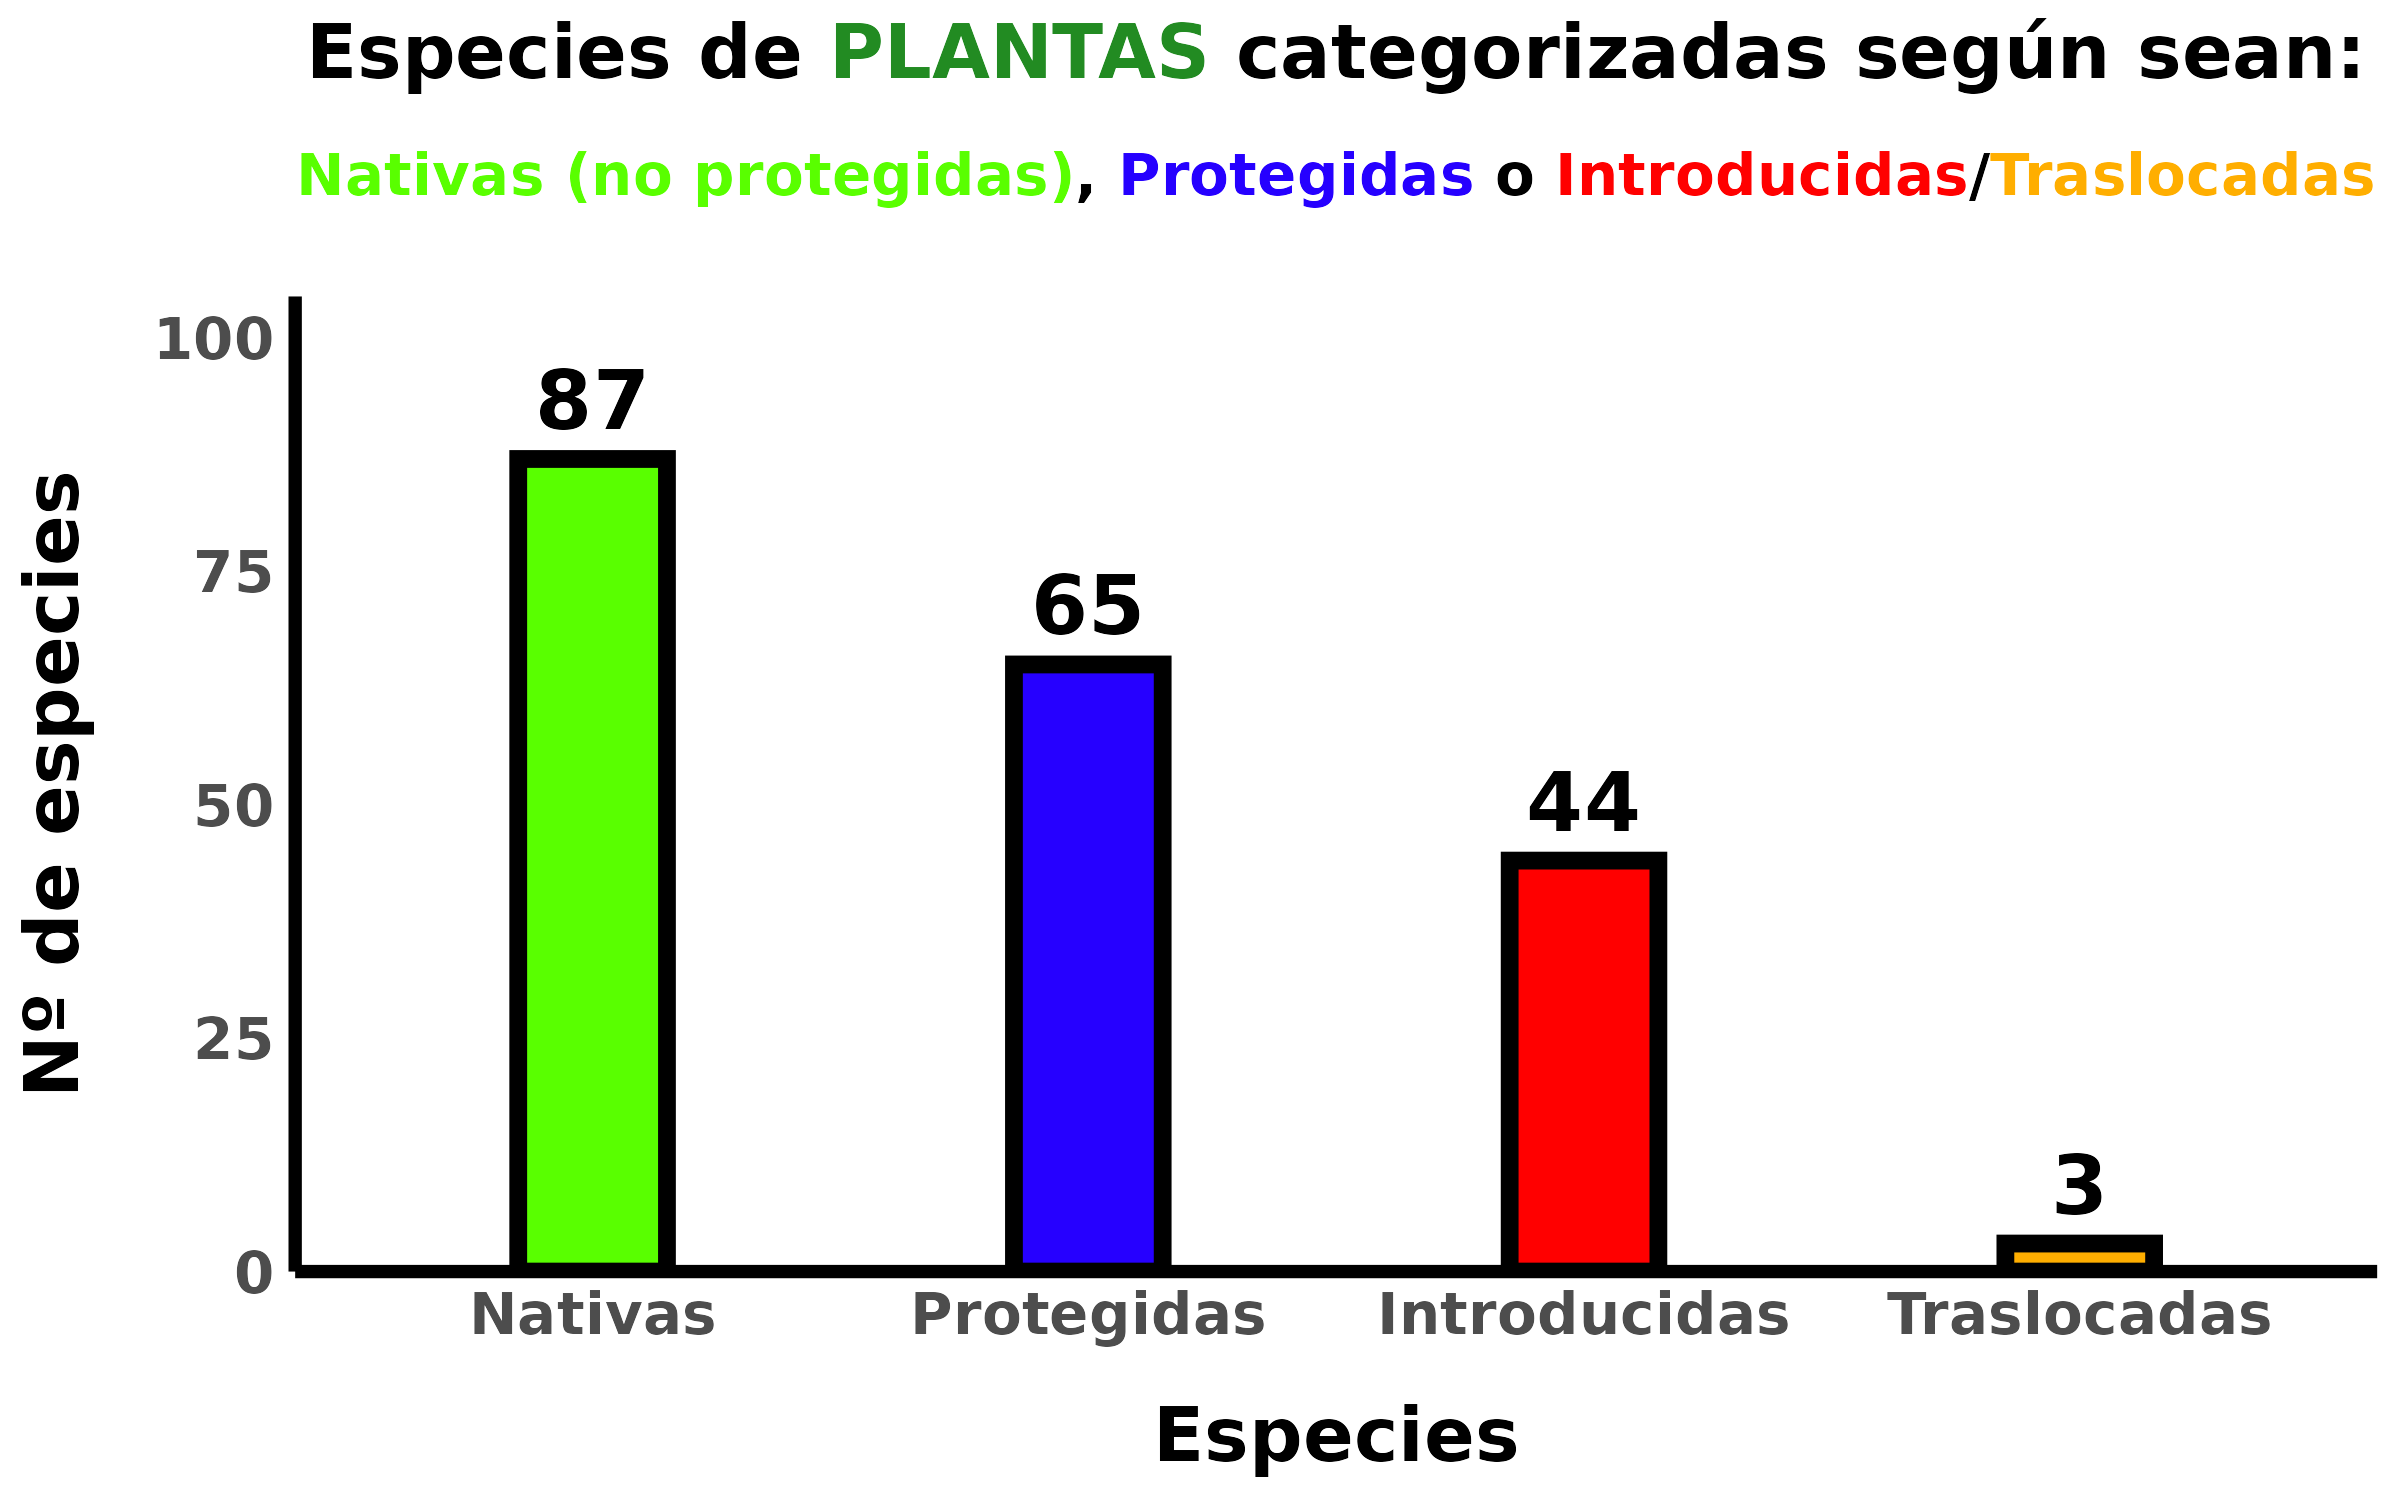 Especies de PLANTAS categorizadas según sean:
Nativas (no protegidas), Protegidas o Introducidas/Traslocadas
Nº de especies
100
75
50
25
0
87
65
44
3
Nativas
Protegidas
Introducidas
Traslocadas
Especies